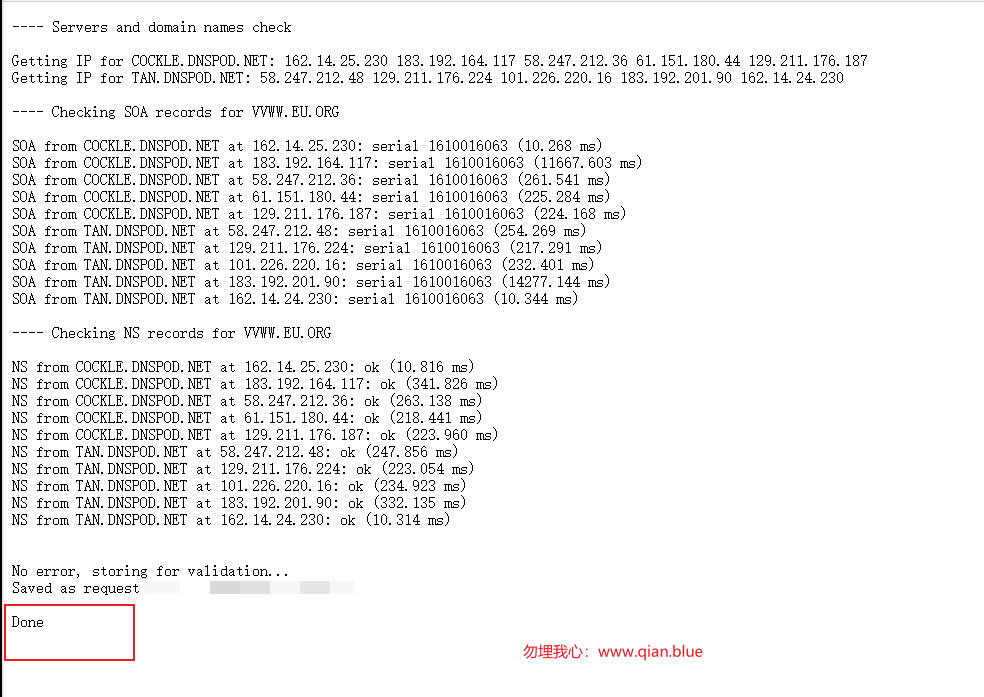 ---- Servers and domain names check
Getting IP for COCKLE.DNSPOD.NET: 162.14.25.230 183.192.164.117 58.247.212.36 61.151.180.44 129.211.176.187
Getting IP for TAN.DNSPOD.NET: 58.247.212.48 129.211.176.224 101.226.220.16 183.192.201.90 162.14.24.230
---- Checking SOA records for VVWW.EU.ORG
SOA from COCKLE.DNSPOD.NET at 162.14.25.230: serial 1610016063 (10.268 ms)
SOA from COCKLE.DNSPOD.NET at 183.192.164.117: serial 1610016063 (11667.603 ms)
SOA from COCKLE.DNSPOD.NET at 58.247.212.36: serial 1610016063 (261.541 ms)
SOA from COCKLE.DNSPOD.NET at 61.151.180.44: serial 1610016063 (225.284 ms)
SOA from COCKLE.DNSPOD.NET at 129.211.176.187: serial 1610016063 (224.168 ms)
SOA from TAN.DNSPOD.NET at 58.247.212.48: serial 1610016063 (254.269 ms)
SOA from TAN.DNSPOD.NET at 129.211.176.224: serial 1610016063 (217.291 ms)
SOA from TAN.DNSPOD.NET at 101.226.220.16: serial 1610016063 (232.401 ms)
SOA from TAN.DNSPOD.NET at 183.192.201.90: serial 1610016063 (14277.144 ms)
SOA from TAN.DNSPOD.NET at 162.14.24.230: serial 1610016063 (10.344 ms)
---- Checking NS records for VVWW.EU.ORG
NS from COCKLE.DNSPOD.NET at 162.14.25.230: ok (10.816 ms)
NS from COCKLE.DNSPOD.NET at 183.192.164.117: ok (341.826 ms)
NS from COCKLE.DNSPOD.NET at 58.247.212.36: ok (263.138 ms)
NS from COCKLE.DNSPOD.NET at 61.151.180.44: ok (218.441 ms)
NS from COCKLE.DNSPOD.NET at 129.211.176.187: ok (223.960 ms)
NS from TAN.DNSPOD.NET at 58.247.212.48: ok (247.856 ms)
NS from TAN.DNSPOD.NET at 129.211.176.224: ok (223.054 ms)
NS from TAN.DNSPOD.NET at 101.226.220.16: ok (234.923 ms)
NS from TAN.DNSPOD.NET at 183.192.201.90: ok (332.135 ms)
NS from TAN.DNSPOD.NET at 162.14.24.230: ok (10.314 ms)
No error, storing for validation...
Saved as request
Done
勿埋我心：www.qian.blue